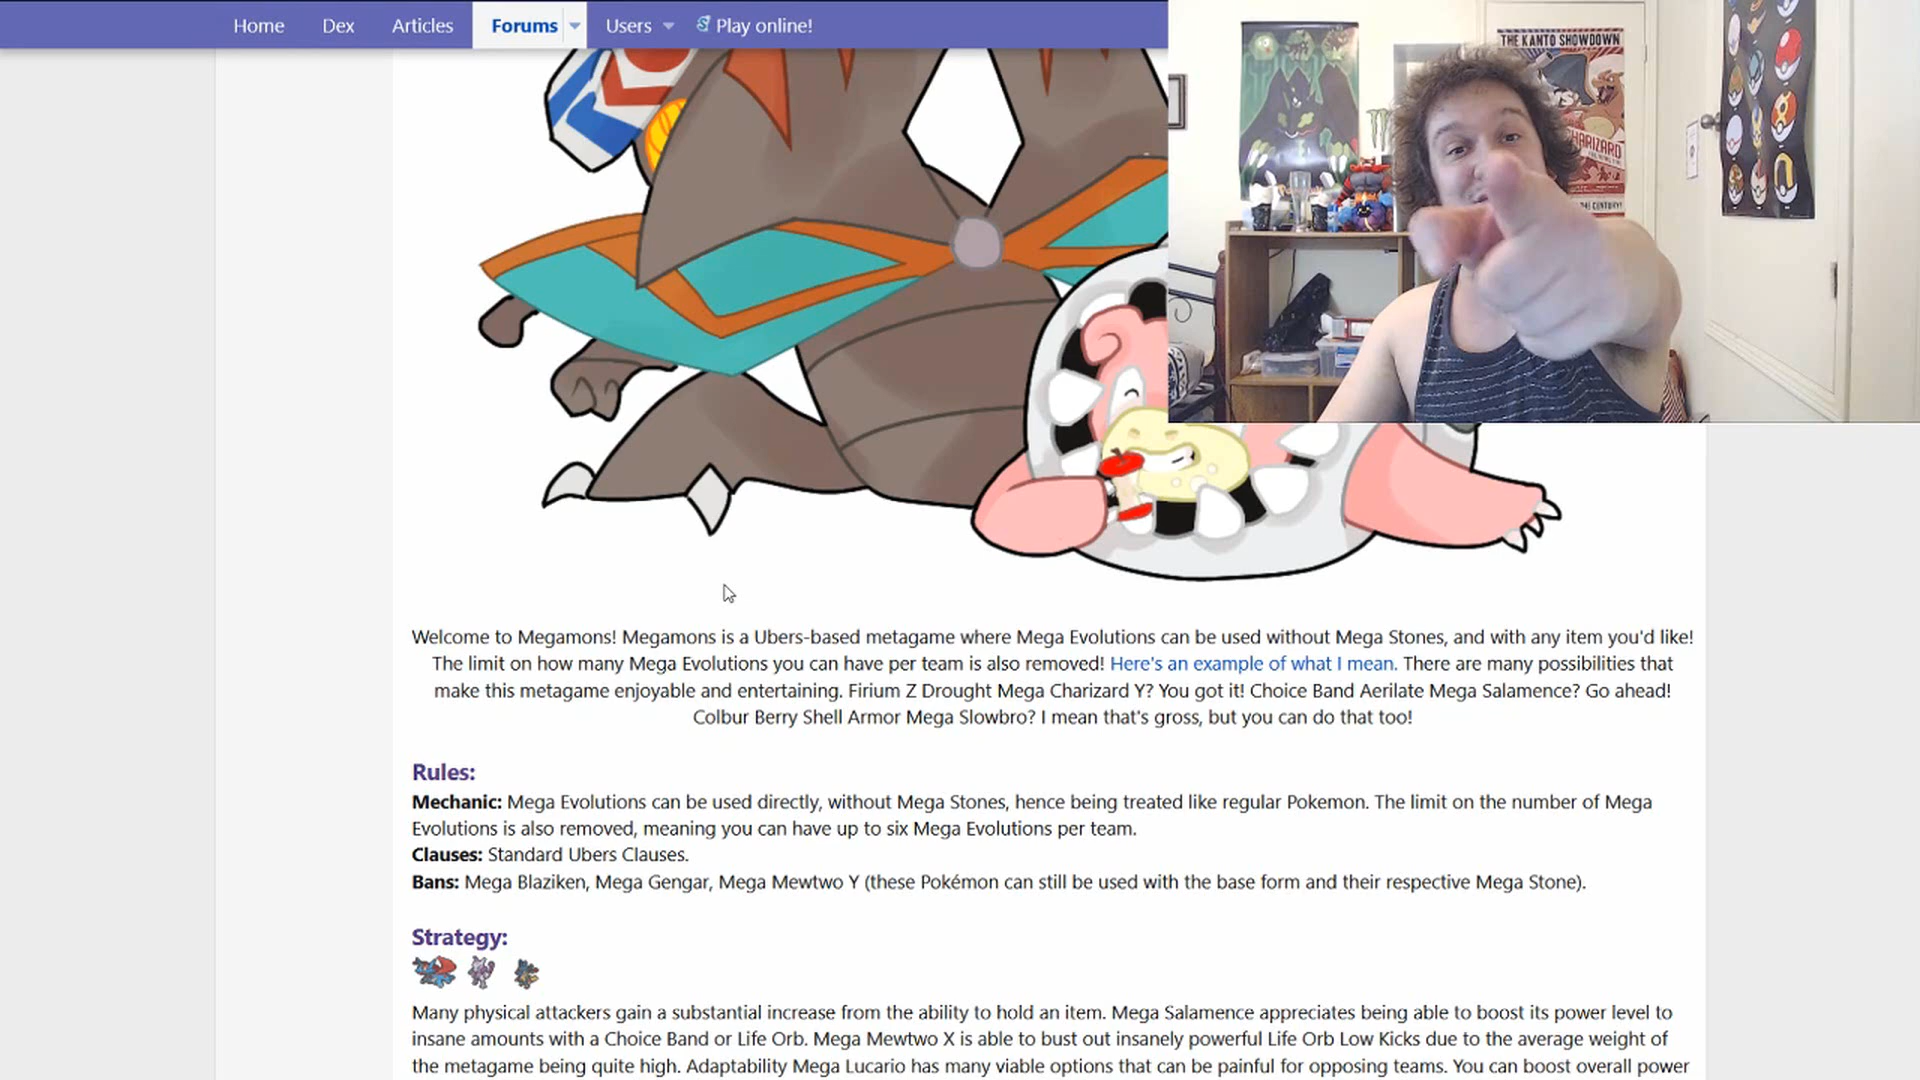 Home Dex Articles Forums Users Play online!
THE KANTO SHOWDOWN
CHARIZARD
Welcome to Megamons! Megamons is a Ubers-based metagame where Mega Evolutions can be used without Mega Stones, and with any item you'd like!
The limit on how many Mega Evolutions you can have per team is also removed! Here's an example of what I mean. There are many possibilities that
make this metagame enjoyable and entertaining. Firium Z Drought Mega Charizard Y? You got it! Choice Band Aerilate Mega Salamence? Go ahead!
Colbur Berry Shell Armor Mega Slowbro? I mean that's gross, but you can do that too!
Rules:
Mechanic: Mega Evolutions can be used directly, without Mega Stones, hence being treated like regular Pokemon. The limit on the number of Mega
Evolutions is also removed, meaning you can have up to six Mega Evolutions per team.
Clauses: Standard Ubers Clauses.
Bans: Mega Blaziken, Mega Gengar, Mega Mewtwo Y (these Pokémon can still be used with the base form and their respective Mega Stone).
Strategy:
Many physical attackers gain a substantial increase from the ability to hold an item. Mega Salamence appreciates being able to boost its power level to
insane amounts with a Choice Band or Life Orb. Mega Mewtwo X is able to bust out insanely powerful Life Orb Low Kicks due to the average weight of
the metagame being quite high. Adaptability Mega Lucario has many viable options that can be painful for opposing teams. You can boost overall power